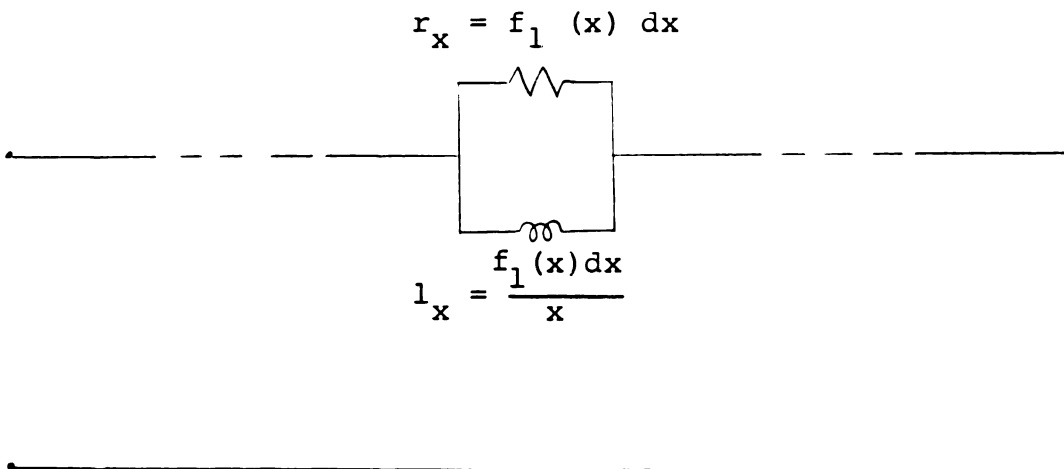 r_x = f_1 (x) dx
l_x = f_1(x)dx / x